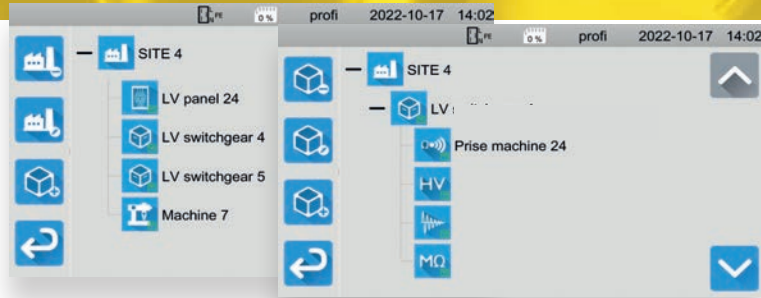 0 % profi 2022-10-17 14:02
SITE 4
LV panel 24
LV switchgear 4
LV switchgear 5
Machine 7
0 % profi 2022-10-17 14:02
SITE 4
LV
Prise machine 24
HV
MΩ